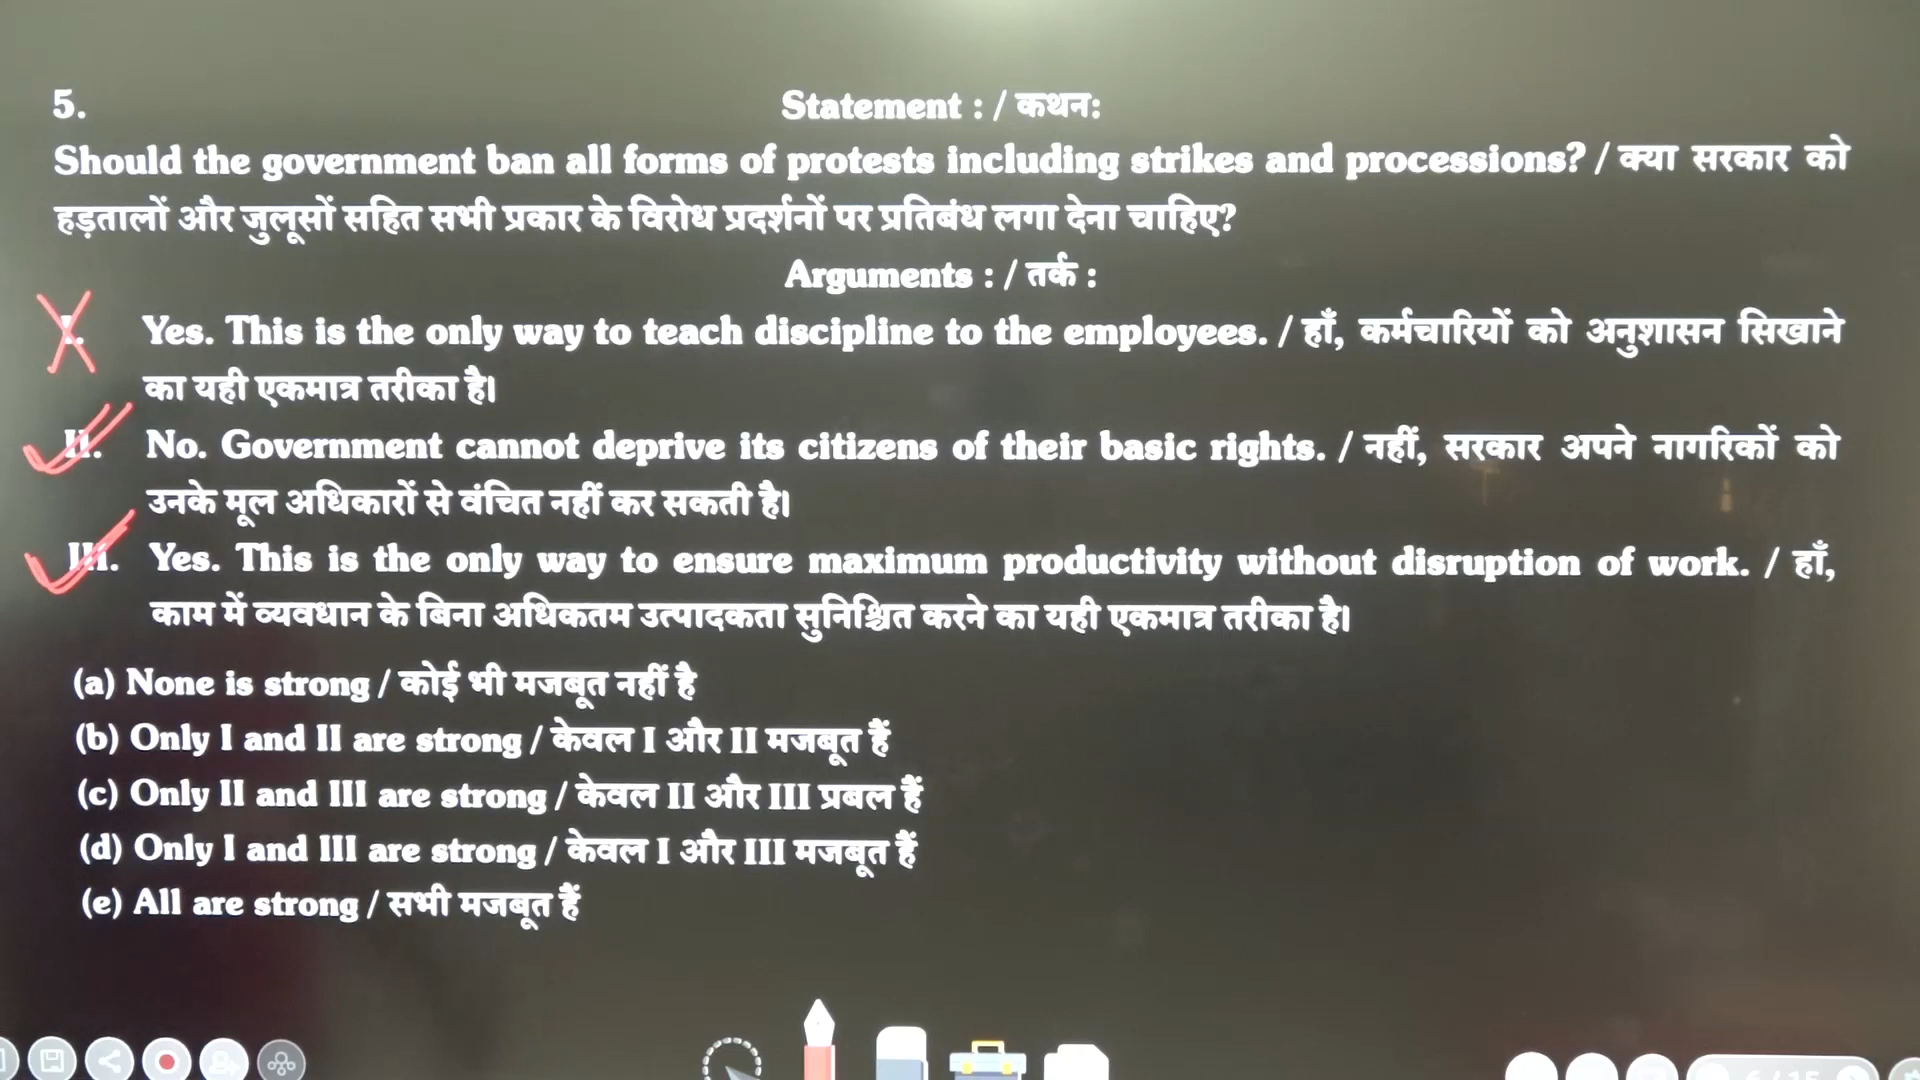 5.
Statement : / कथन:
Should the government ban all forms of protests including strikes and processions? / क्या सरकार को
हड़तालों और जुलूसों सहित सभी प्रकार के विरोध प्रदर्शनों पर प्रतिबंध लगा देना चाहिए?
Arguments : / तर्क :
I. Yes. This is the only way to teach discipline to the employees. / हाँ, कर्मचारियों को अनुशासन सिखाने
का यही एकमात्र तरीका है।
II. No. Government cannot deprive its citizens of their basic rights. / नहीं, सरकार अपने नागरिकों को
उनके मूल अधिकारों से वंचित नहीं कर सकती है।
III. Yes. This is the only way to ensure maximum productivity without disruption of work. / हाँ,
काम में व्यवधान के बिना अधिकतम उत्पादकता सुनिश्चित करने का यही एकमात्र तरीका है।
(a) None is strong / कोई भी मजबूत नहीं है
(b) Only I and II are strong / केवल I और II मजबूत हैं
(c) Only II and III are strong / केवल II और III प्रबल हैं
(d) Only I and III are strong / केवल I और III मजबूत हैं
(e) All are strong / सभी मजबूत हैं